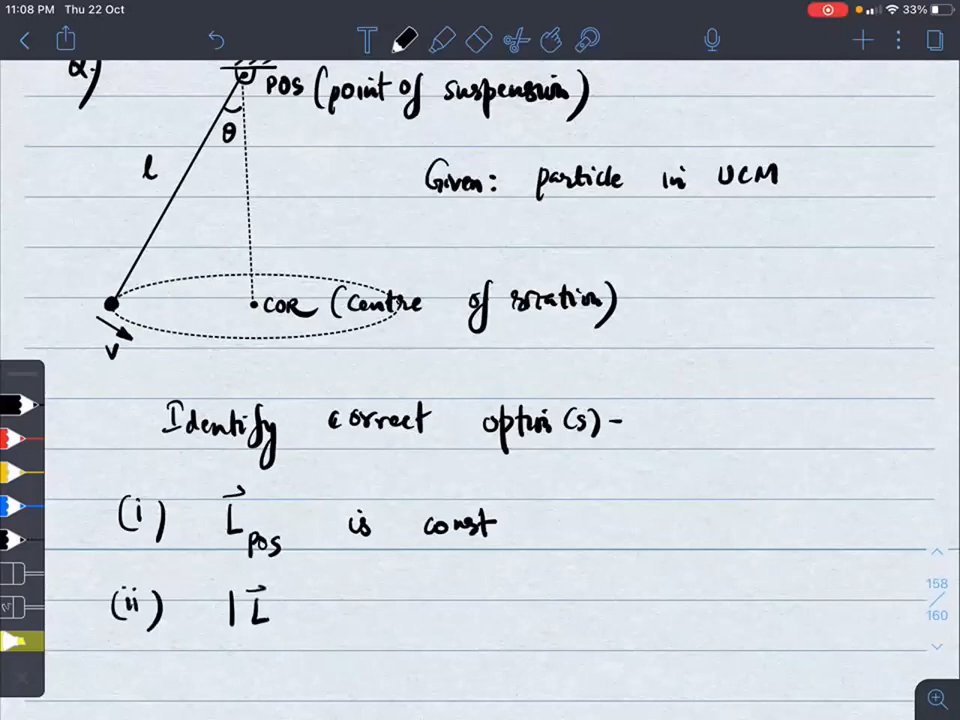 11:08 PM Thu 22 Oct
33%
Q.)
POS (point of suspension)
θ
l
Given: particle in UCM
COR (Centre of rotation)
v
Identify correct option(s) -
(i) L⃗ POS is const
(ii) |L⃗
158
/
160